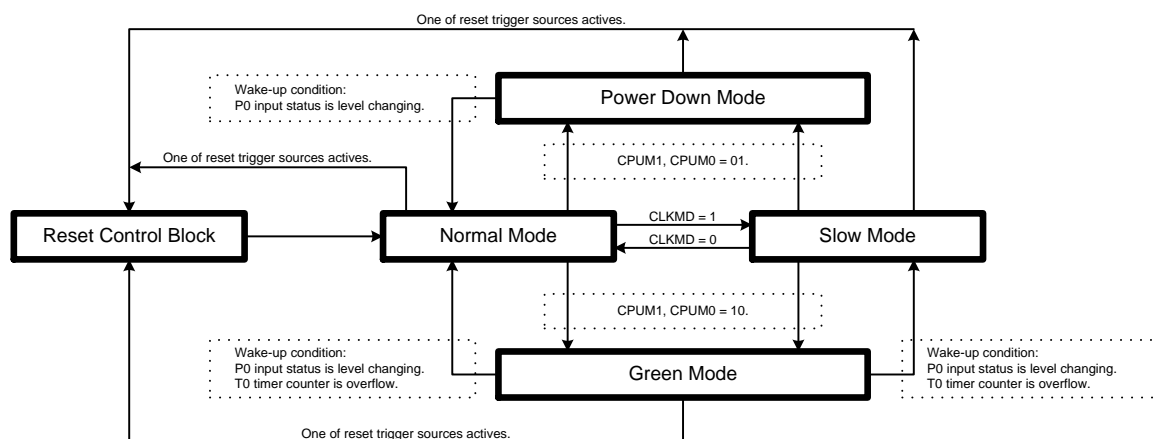 One of reset trigger sources actives.
Wake-up condition:
P0 input status is level changing.
Power Down Mode
One of reset trigger sources actives.
CPUM1, CPUM0 = 01.
Reset Control Block
Normal Mode
CLKMD = 1
CLKMD = 0
Slow Mode
CPUM1, CPUM0 = 10.
Wake-up condition:
P0 input status is level changing.
T0 timer counter is overflow.
Green Mode
Wake-up condition:
P0 input status is level changing.
T0 timer counter is overflow.
One of reset trigger sources actives.